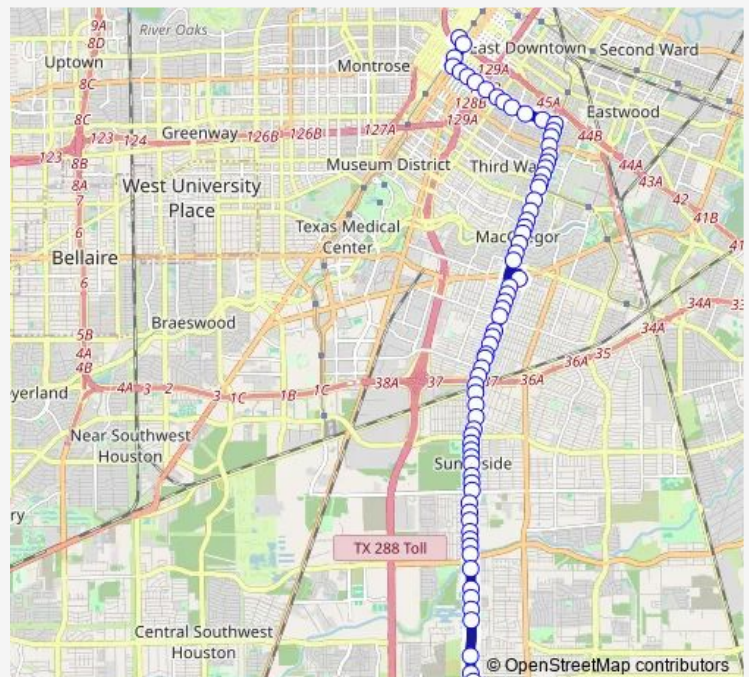 9A
8D
River Oaks
East Downtown
Second Ward
Uptown
Montrose
129A
8C
128B
45A
Eastwood
8C
123
124
Greenway
126B
126B
127A
129A
44B
123
8B
8A
Museum District
Third Wa
44A
43A
7
West University
Place
42
41B
6
Texas Medical
Center
MacGregor
41
Bellaire
6
34A
33
Braeswood
34A
5B
35
4A
36A
4B
yerland
4A
3
2
3
1C
1B
1C
38A
37
37
36A
Near Southwest
Houston
Sunnyside
ry
TX 288 Toll
Central Southwest
Houston
© OpenStreetMap contributors